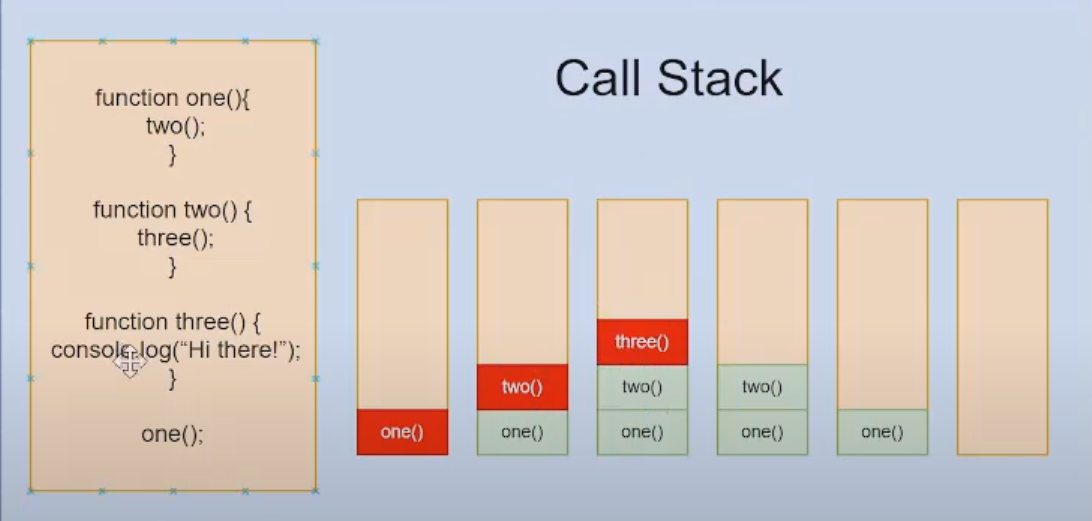 Call Stack
function one(){
two();
}
function two() {
three();
}
function three() {
console.log(“Hi there!”);
}
one();
one()
two()
one()
three()
two()
one()
two()
one()
one()